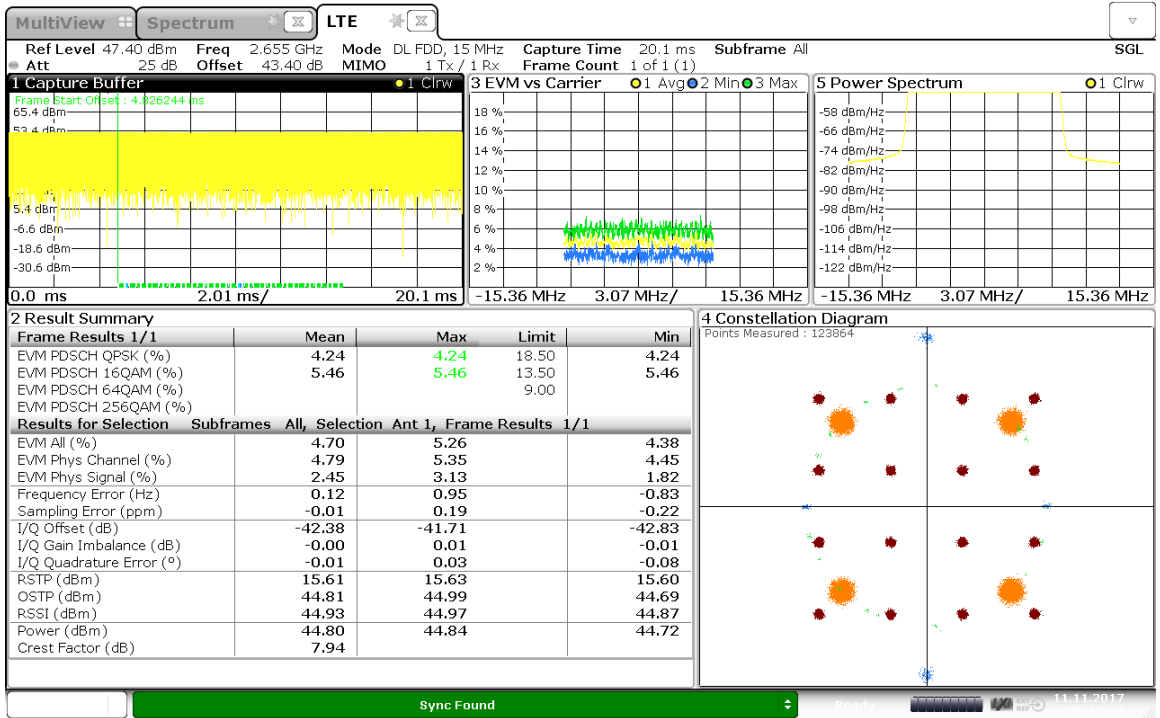 MultiView Spectrum LTE
Ref Level 47.40 dBm Freq 2.655 GHz Mode DL FDD, 15 MHz Capture Time 20.1 ms Subframe All SGL
Att 25 dB Offset 43.40 dB MIMO 1 Tx / 1 Rx Frame Count 1 of 1 (1)
1 Capture Buffer 1 Clrw
Frame Start Offset : 4.826244 ms
65.4 dBm
53.4 dBm
5.4 dBm
-6.6 dBm
-18.6 dBm
-30.6 dBm
0.0 ms 2.01 ms/ 20.1 ms
3 EVM vs Carrier 1 Avg 2 Min 3 Max
18 %
16 %
14 %
12 %
10 %
8 %
6 %
4 %
2 %
-15.36 MHz 3.07 MHz/ 15.36 MHz
5 Power Spectrum 1 Clrw
-58 dBm/Hz
-66 dBm/Hz
-74 dBm/Hz
-82 dBm/Hz
-90 dBm/Hz
-98 dBm/Hz
-106 dBm/Hz
-114 dBm/Hz
-122 dBm/Hz
-15.36 MHz 3.07 MHz/ 15.36 MHz
2 Result Summary
Frame Results 1/1 Mean Max Limit Min
EVM PDSCH QPSK (%) 4.24 4.24 18.50 4.24
EVM PDSCH 16QAM (%) 5.46 5.46 13.50 5.46
EVM PDSCH 64QAM (%) 9.00
EVM PDSCH 256QAM (%)
Results for Selection Subframes All, Selection Ant 1, Frame Results 1/1
EVM All (%) 4.70 5.26 4.38
EVM Phys Channel (%) 4.79 5.35 4.45
EVM Phys Signal (%) 2.45 3.13 1.82
Frequency Error (Hz) 0.12 0.95 -0.83
Sampling Error (ppm) -0.01 0.19 -0.22
I/Q Offset (dB) -42.38 -41.71 -42.83
I/Q Gain Imbalance (dB) -0.00 0.01 -0.01
I/Q Quadrature Error (º) -0.01 0.03 -0.08
RSTP (dBm) 15.61 15.63 15.60
OSTP (dBm) 44.81 44.99 44.69
RSSI (dBm) 44.93 44.97 44.87
Power (dBm) 44.80 44.84 44.72
Crest Factor (dB) 7.94
4 Constellation Diagram
Points Measured : 123864
Sync Found
Ready
LXI
EXT
REF
11.11.2017